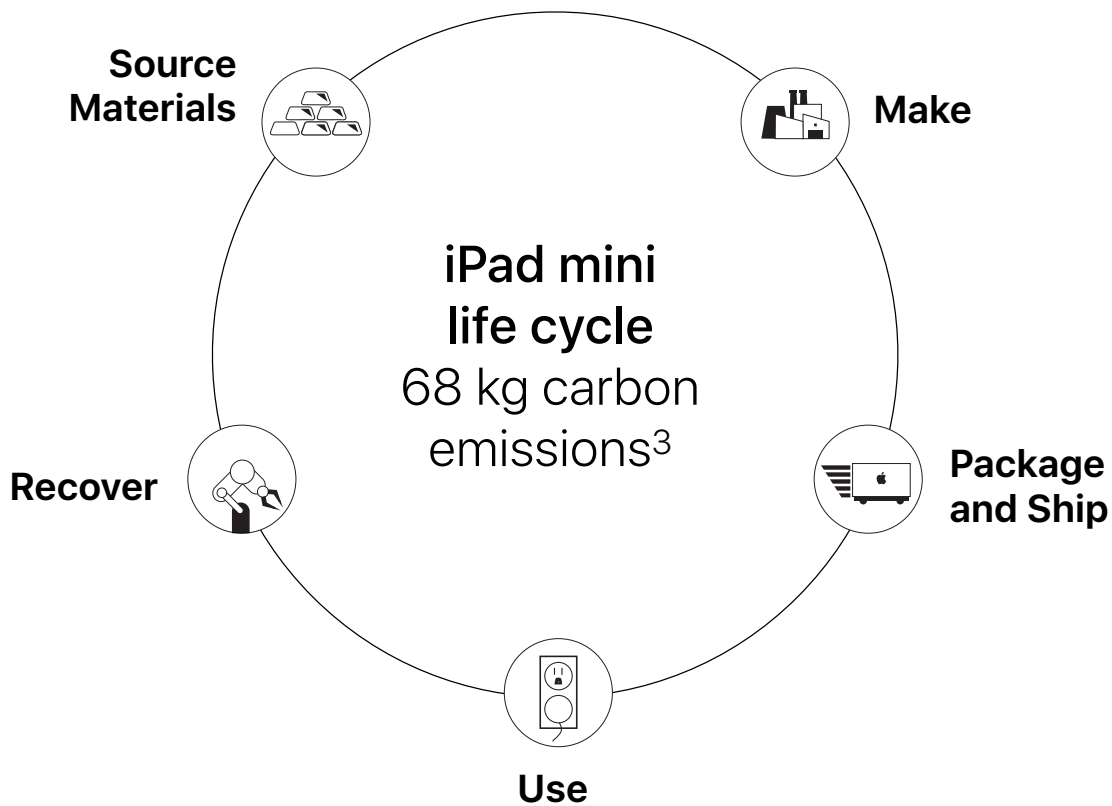 Source
Materials
Make
iPad mini
life cycle
68 kg carbon
emissions³
Recover
Package
and Ship
Use